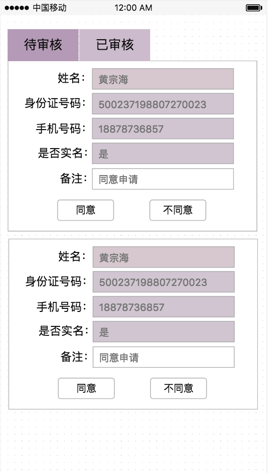 中国移动 12:00 AM
待审核 已审核
姓名： 黄宗海
身份证号码： 500237198807270023
手机号码： 18878736857
是否实名： 是
备注： 同意申请
同意 不同意
姓名： 黄宗海
身份证号码： 500237198807270023
手机号码： 18878736857
是否实名： 是
备注： 同意申请
同意 不同意